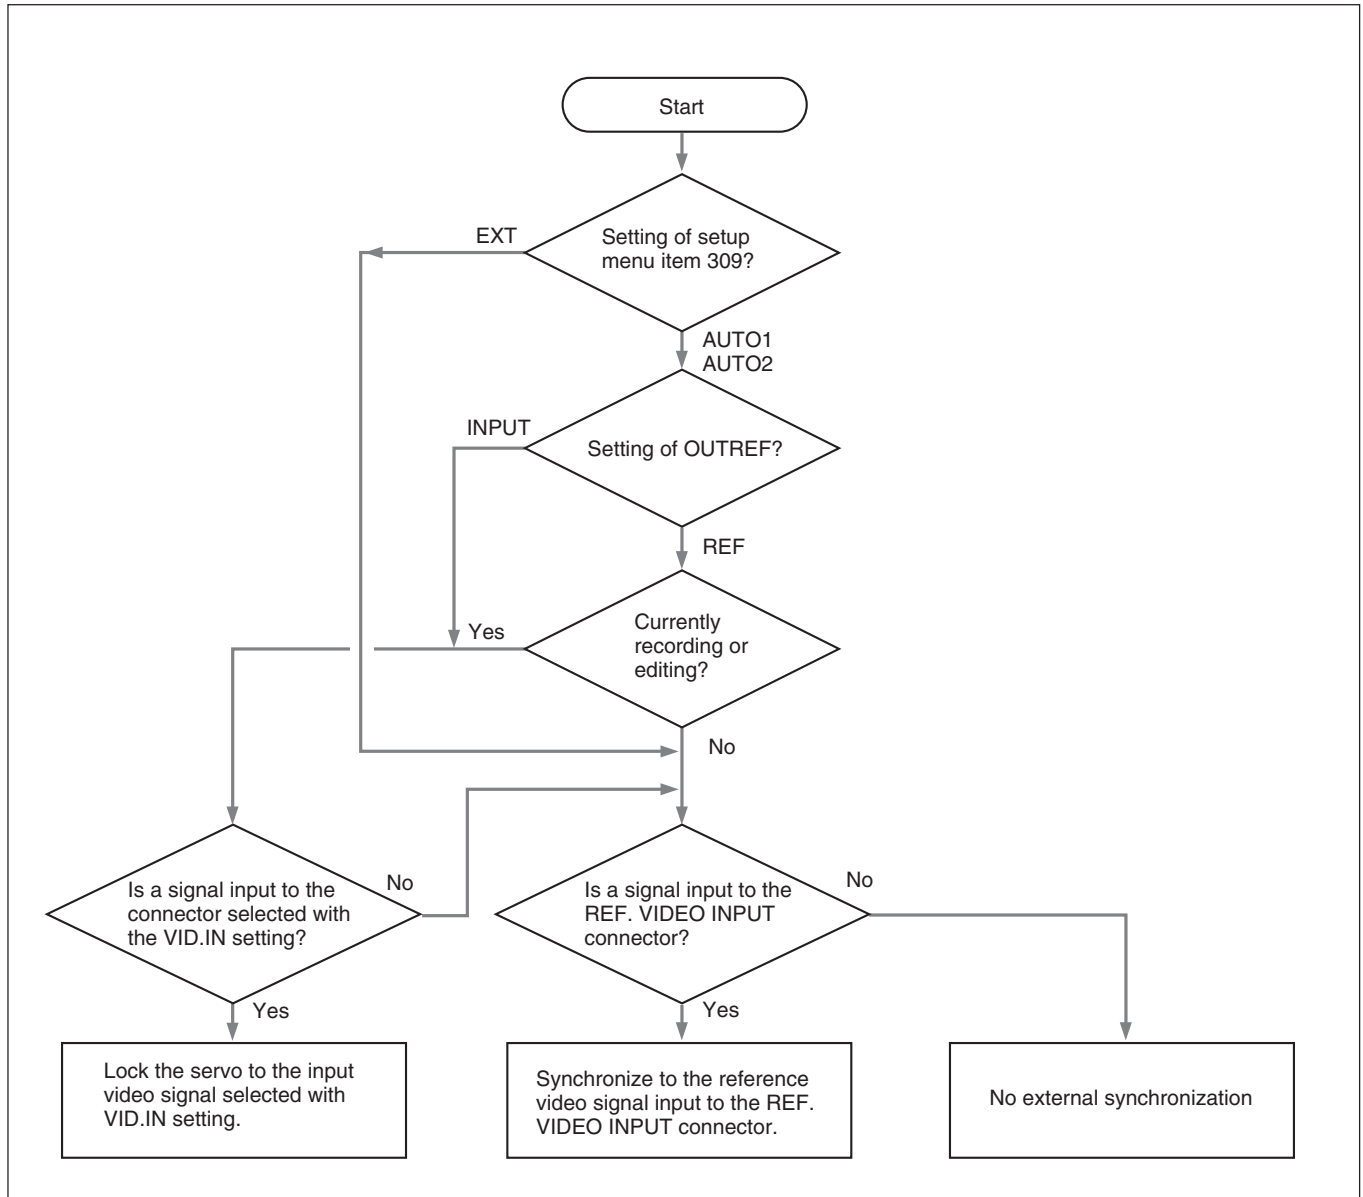 Start
EXT
Setting of setup
menu item 309?
AUTO1
AUTO2
INPUT
Setting of OUTREF?
REF
Yes
Currently
recording or
editing?
No
Is a signal input to the
connector selected with
the VID.IN setting?
No
Is a signal input to the
REF. VIDEO INPUT
connector?
No
Yes
Yes
Lock the servo to the input
video signal selected with
VID.IN setting.
Synchronize to the reference
video signal input to the REF.
VIDEO INPUT connector.
No external synchronization